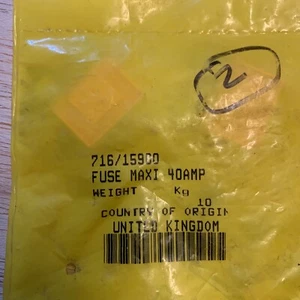 2
716/15900
FUSE MAXI 40AMP
WEIGHT Kg
10
COUNTRY OF ORIGIN
UNITED KINGDOM